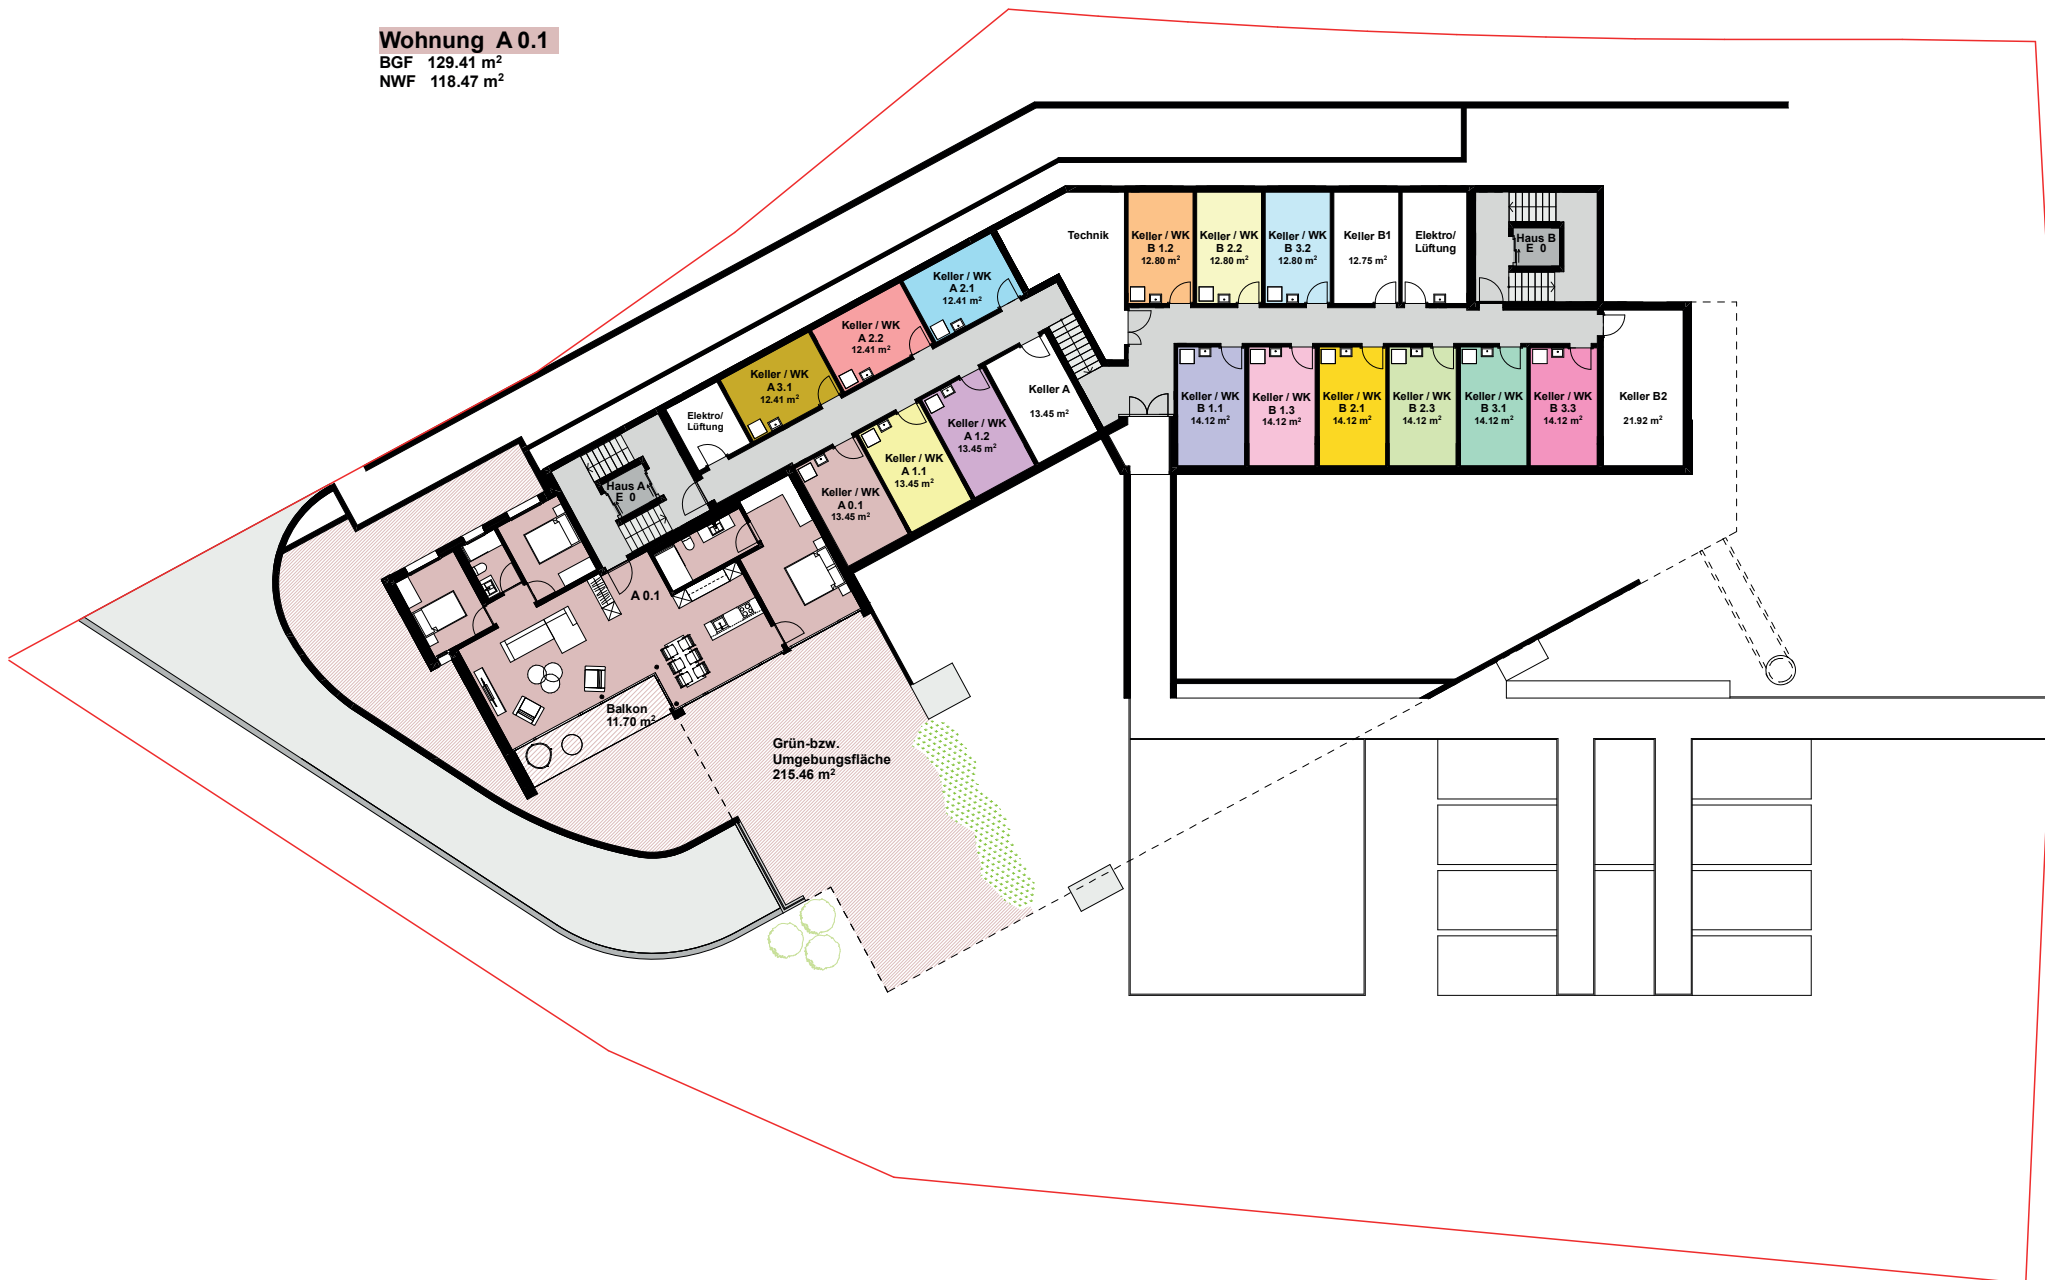 Wohnung A 0.1
BGF 129.41 m²
NWF 118.47 m²
Technik
Keller / WK
B 1.2
12.80 m²
Keller / WK
B 2.2
12.80 m²
Keller / WK
B 3.2
12.80 m²
Keller B1
12.75 m²
Elektro/
Lüftung
Haus B
E 0
Keller / WK
A 2.1
12.41 m²
Keller / WK
A 2.2
12.41 m²
Keller / WK
A 3.1
12.41 m²
Elektro/
Lüftung
Keller A
13.45 m²
Keller / WK
A 1.2
13.45 m²
Keller / WK
A 1.1
13.45 m²
Keller / WK
A 0.1
13.45 m²
Keller / WK
B 1.1
14.12 m²
Keller / WK
B 1.3
14.12 m²
Keller / WK
B 2.1
14.12 m²
Keller / WK
B 2.3
14.12 m²
Keller / WK
B 3.1
14.12 m²
Keller / WK
B 3.3
14.12 m²
Keller B2
21.92 m²
Haus A
E 0
A 0.1
Balkon
11.70 m²
Grün-bzw.
Umgebungsfläche
215.46 m²